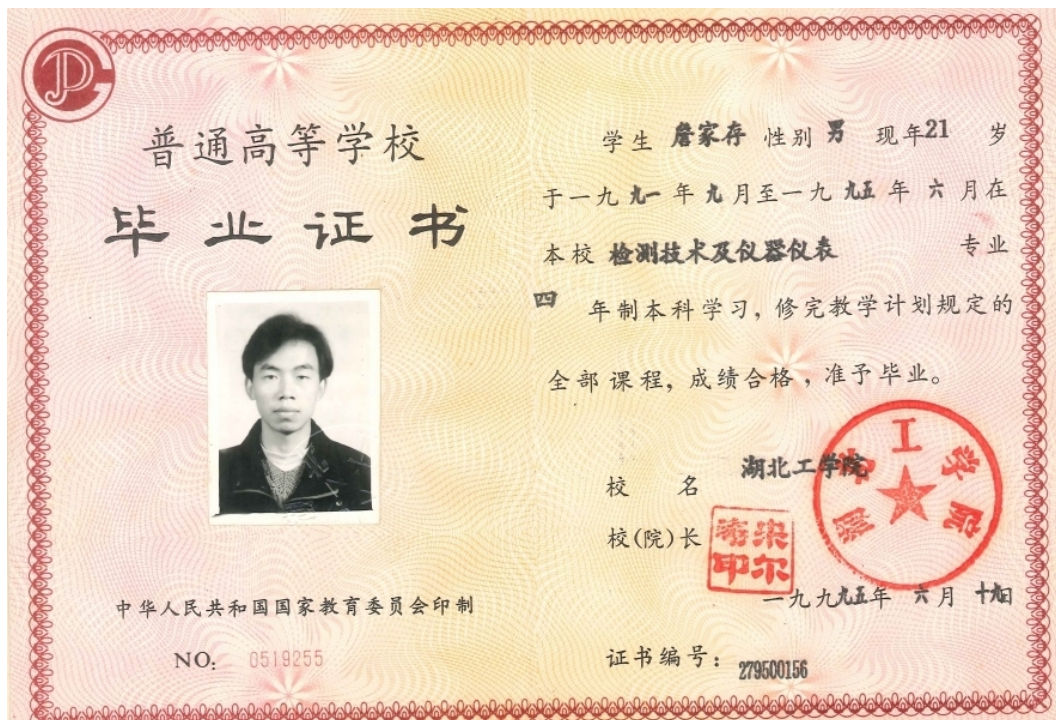 普通高等学校
毕业证书
中华人民共和国国家教育委员会印制
NO: 0519255
学生 詹家存 性别 男 现年21 岁
于一九九一年九月至一九九五年六月在
本校 检测技术及仪器仪表 专业
四 年制本科学习,修完教学计划规定的
全部课程,成绩合格,准予毕业。
校 名 湖北工学院
校(院)长
湖北工学院
一九九九五年 六月 十九日
证书编号: 279500156